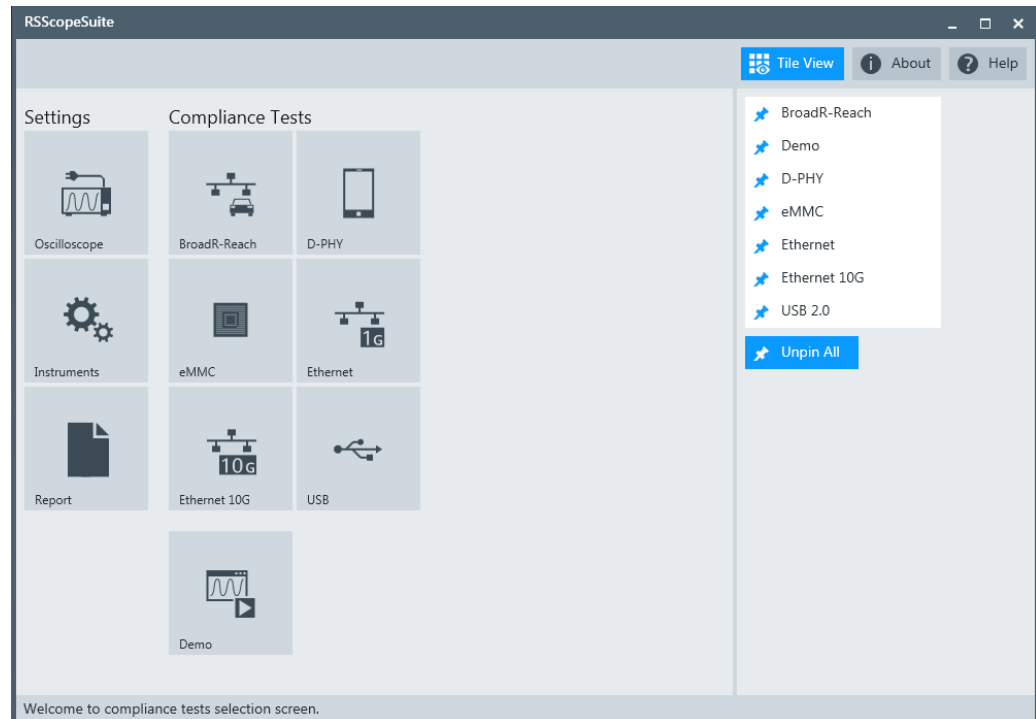 RSScopeSuite
Tile View
About
Help
Settings
Compliance Tests
Oscilloscope
BroadR-Reach
D-PHY
Instruments
eMMC
1G
Ethernet
Report
10G
Ethernet 10G
USB
Demo
BroadR-Reach
Demo
D-PHY
eMMC
Ethernet
Ethernet 10G
USB 2.0
Unpin All
Welcome to compliance tests selection screen.